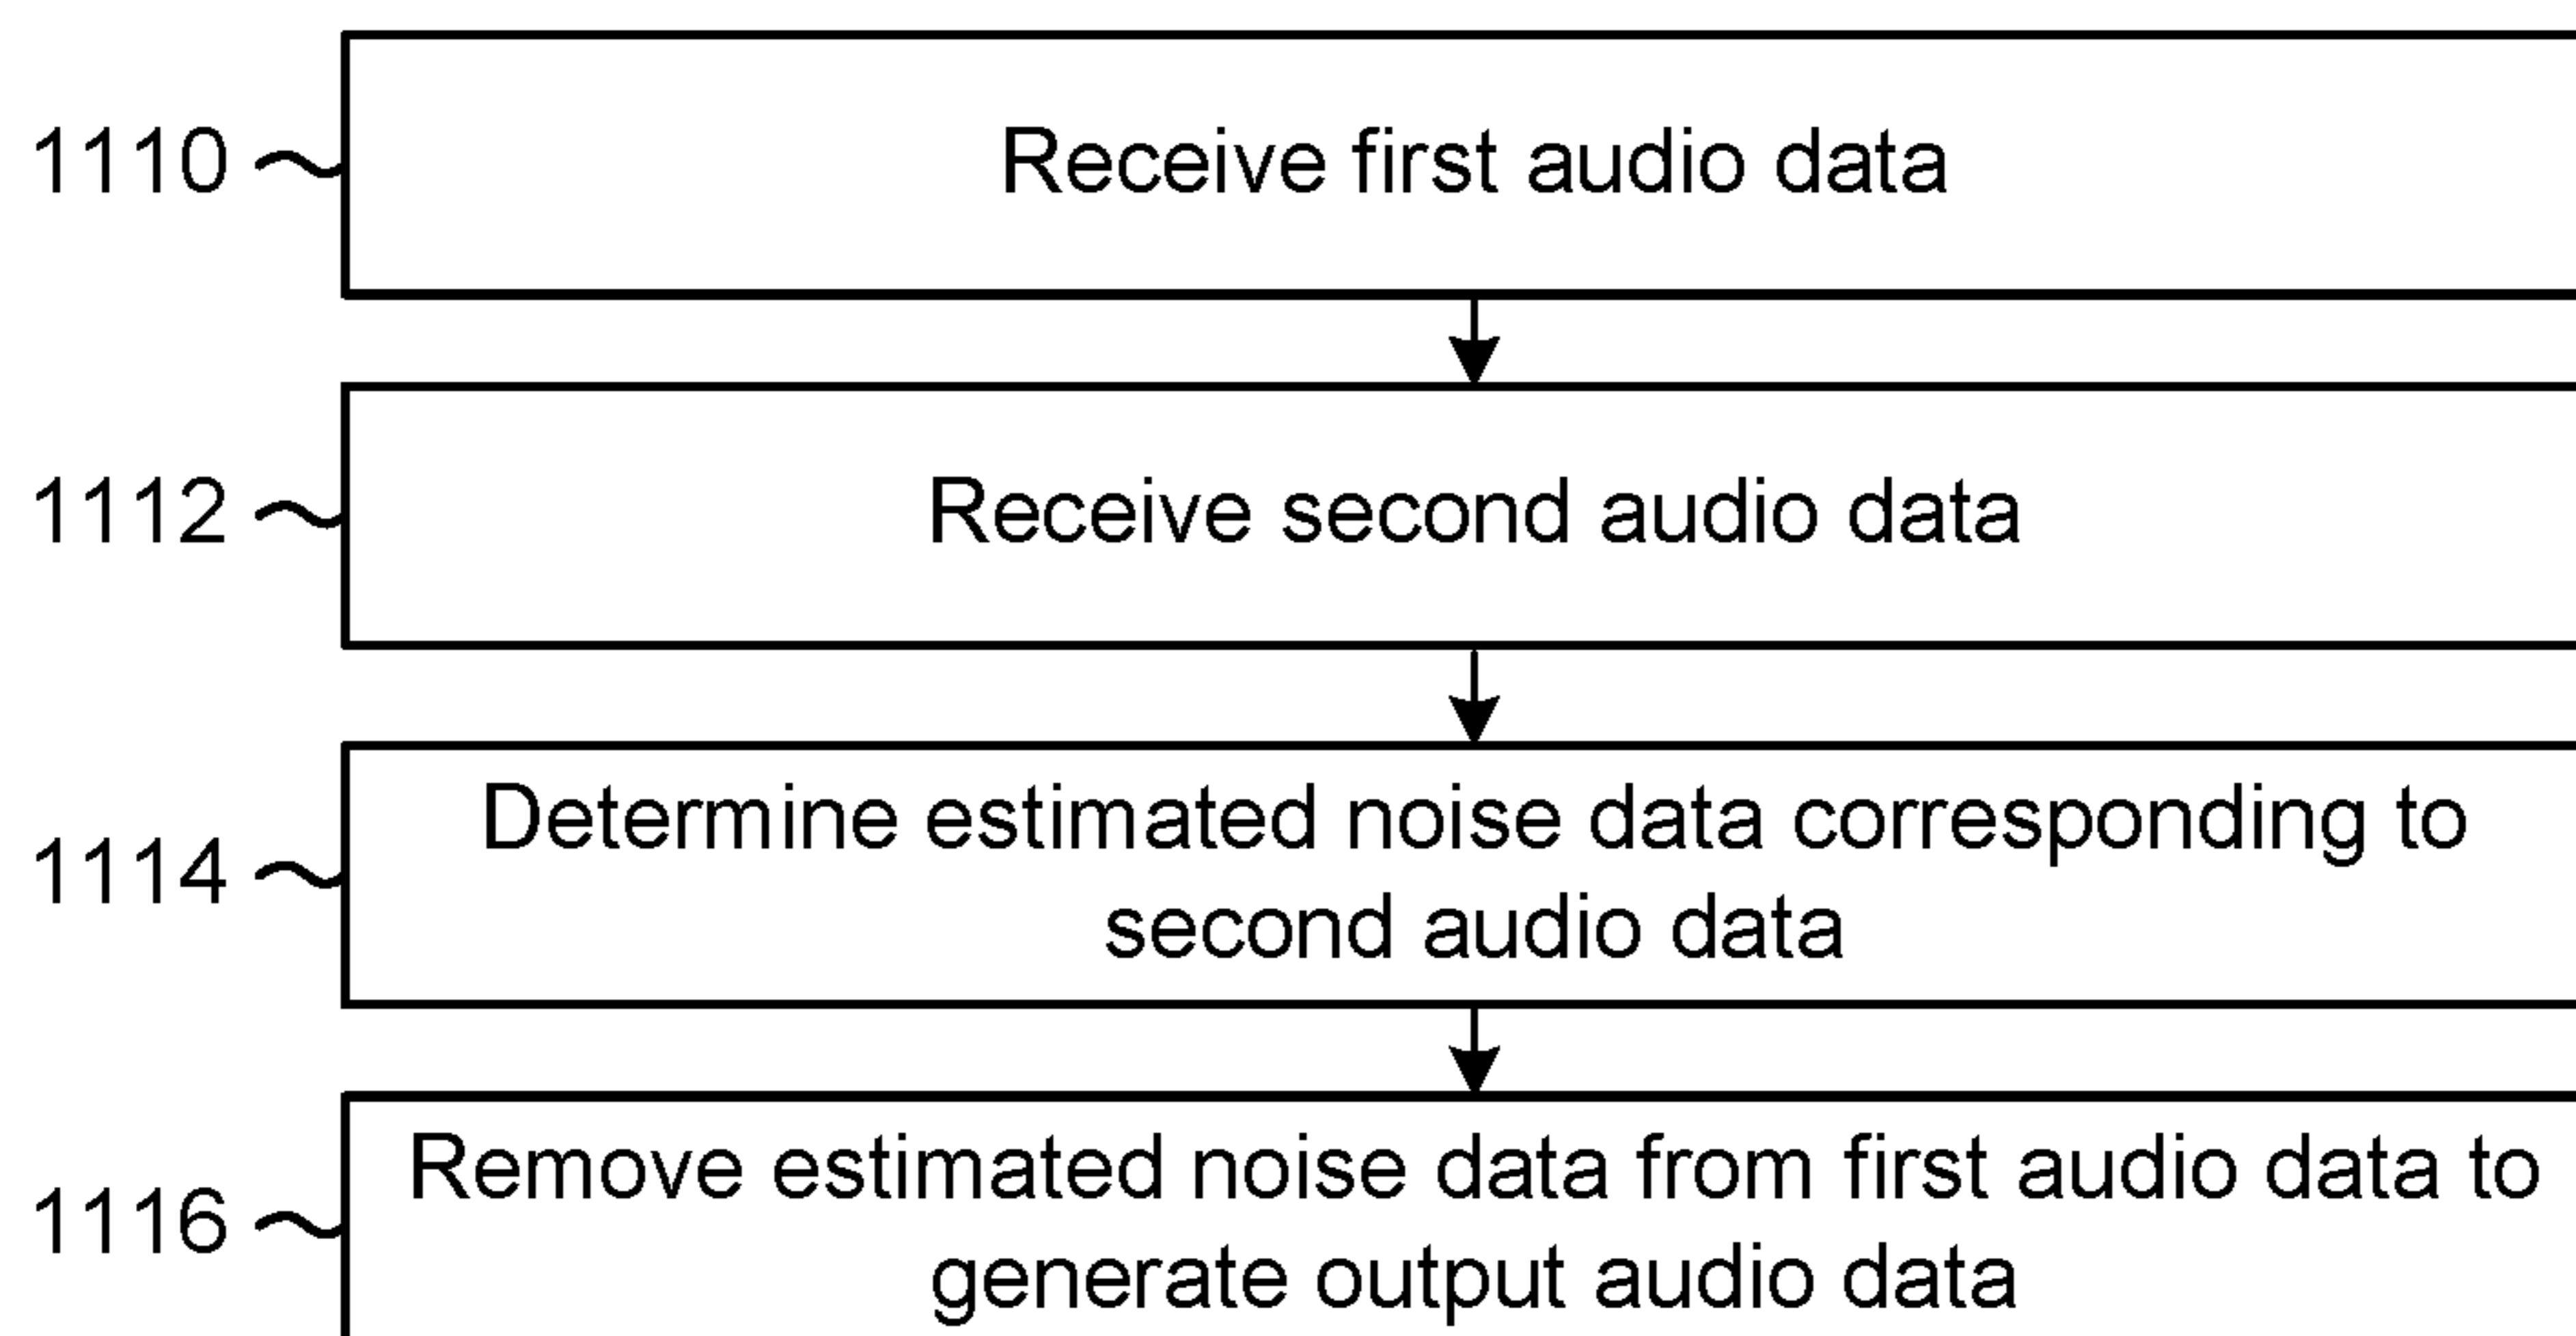 1110
Receive first audio data
1112
Receive second audio data
1114
Determine estimated noise data corresponding to
second audio data
1116
Remove estimated noise data from first audio data to
generate output audio data